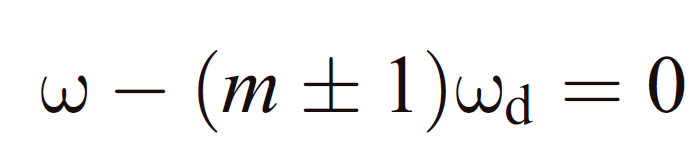 ω − (m ± 1)ω_d = 0